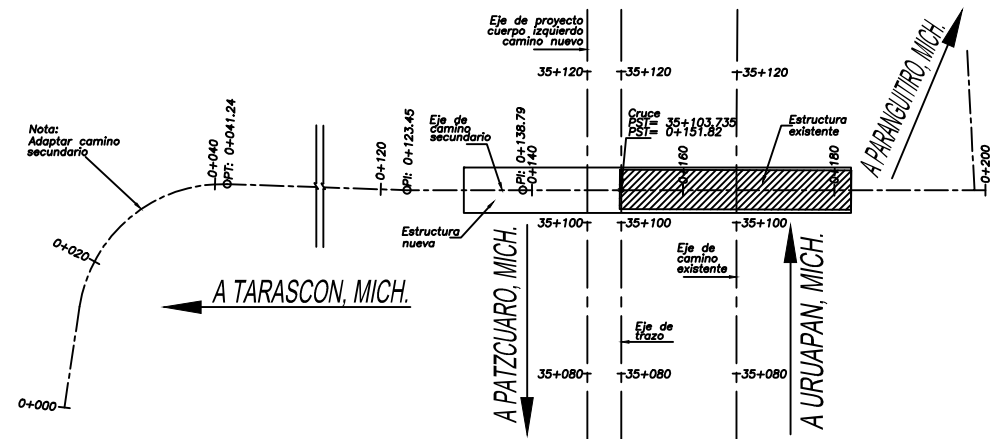 Eje de proyecto
cuerpo izquierdo
camino nuevo
35+120
35+120
35+120
A PARANGUITIRO, MICH.
Nota:
Adaptar camino
secundario
0+040
PT: 0+041.24
0+120
PI: 0+123.45
Eje de
camino
secundario
PI: 0+138.79
0+140
Cruce
PSI= 35+103.735
PST= 0+151.82
0+160
Estructura
existente
0+180
0+200
0+020
Estructura
nueva
35+100
35+100
35+100
Eje de
camino
existente
A TARASCON, MICH.
A PATZCUARO, MICH.
A URUAPAN, MICH.
Eje de
trazo
35+080
35+080
35+080
0+000